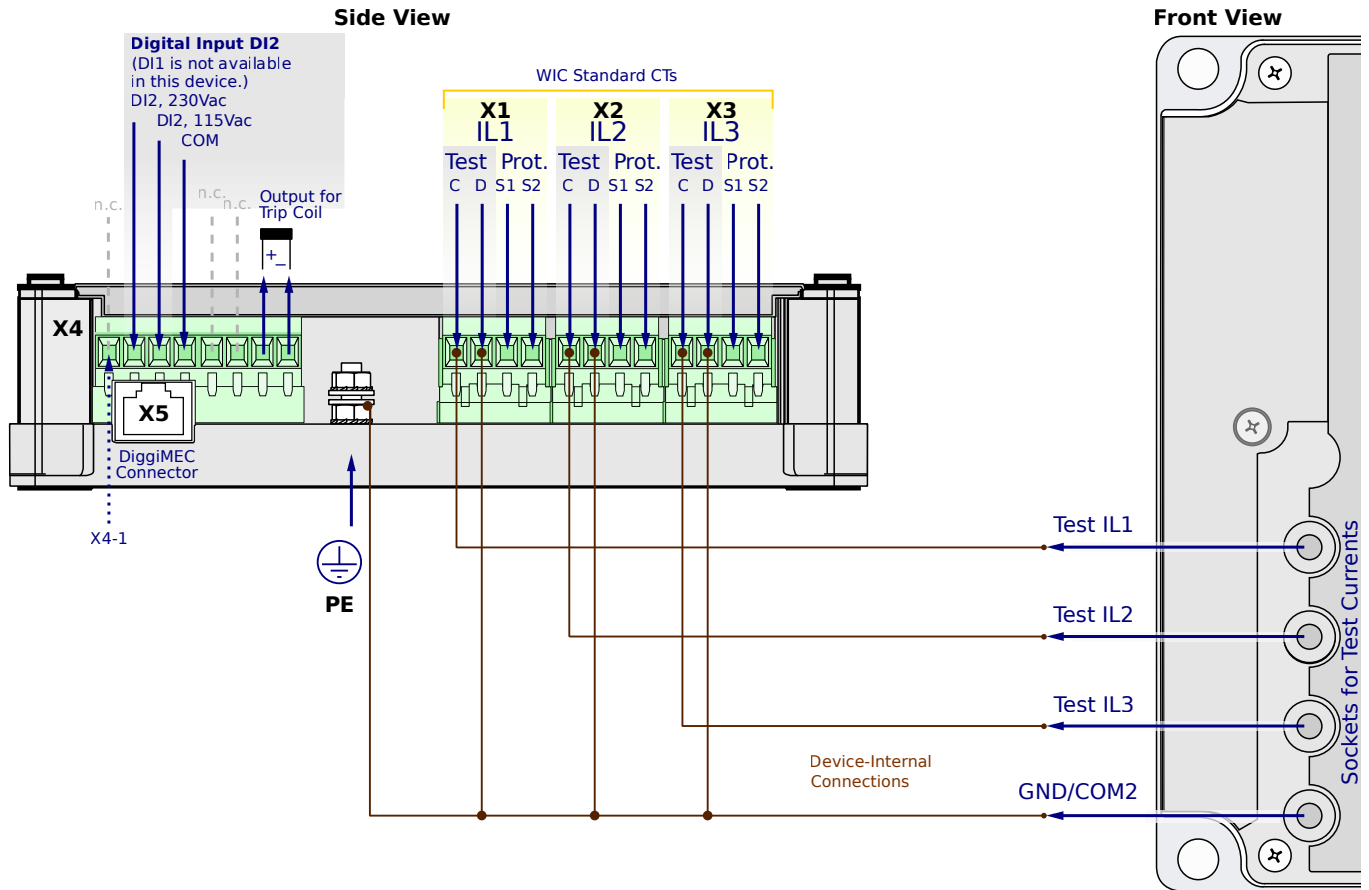 Side View
Front View
Digital Input DI2
(DI1 is not available
in this device.)
DI2, 230Vac
DI2, 115Vac
COM
n.c.
n.c.
n.c.
Output for
Trip Coil
+
–
WIC Standard CTs
X1
X2
X3
IL1
IL2
IL3
Test Prot.
Test Prot.
Test Prot.
C D S1 S2
C D S1 S2
C D S1 S2
X4
X5
DiggiMEC
Connector
X4-1
PE
Test IL1
Test IL2
Test IL3
GND/COM2
Device-Internal
Connections
Sockets for Test Currents